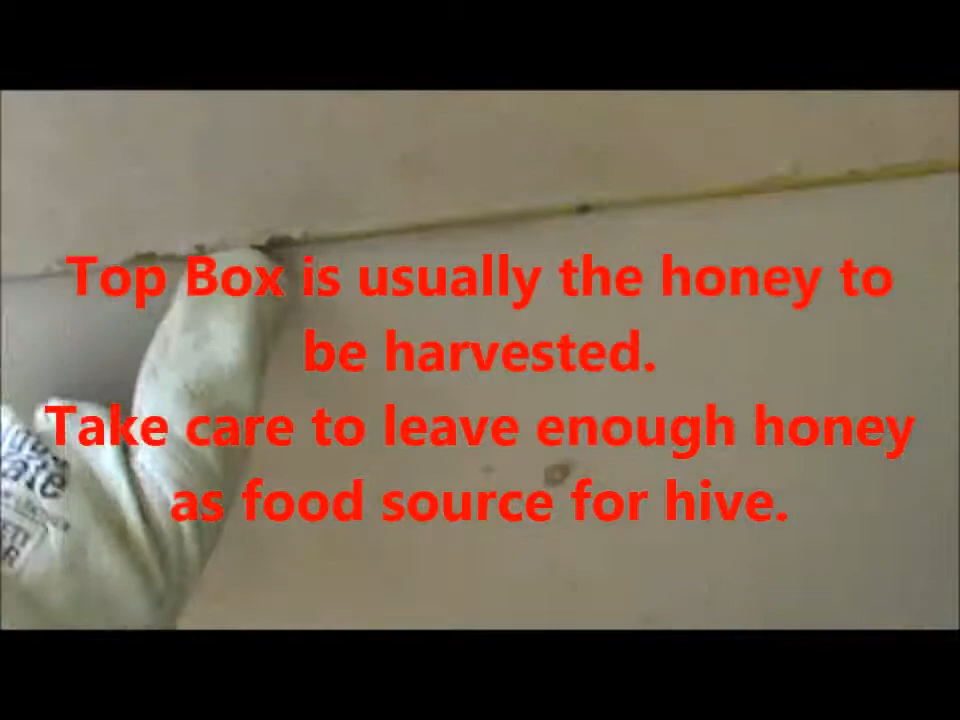 Top Box is usually the honey to
be harvested.
Take care to leave enough honey
as food source for hive.